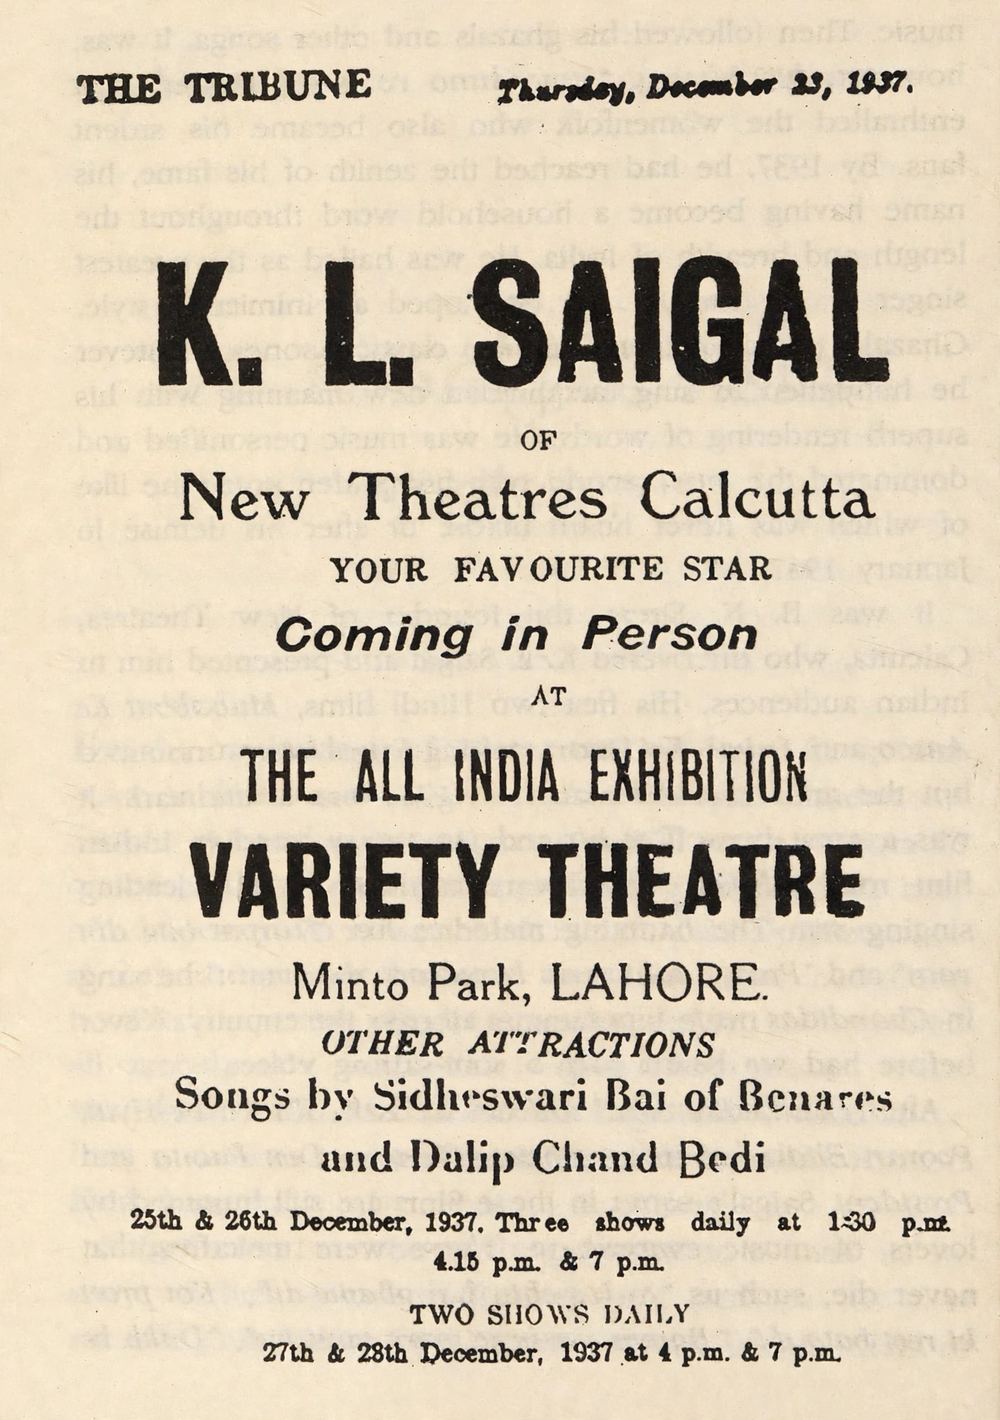 THE TRIBUNE Thursday, December 23, 1937.
K. L. SAIGAL
OF
New Theatres Calcutta
YOUR FAVOURITE STAR
Coming in Person
AT
THE ALL INDIA EXHIBITION
VARIETY THEATRE
Minto Park, LAHORE.
OTHER ATTRACTIONS
Songs by Sidheswari Bai of Benares
and Dalip Chand Bedi
25th & 26th December, 1937. Three shows daily at 1-30 p.m.
4.15 p.m. & 7 p.m.
TWO SHOWS DAILY
27th & 28th December, 1937 at 4 p.m. & 7 p.m.